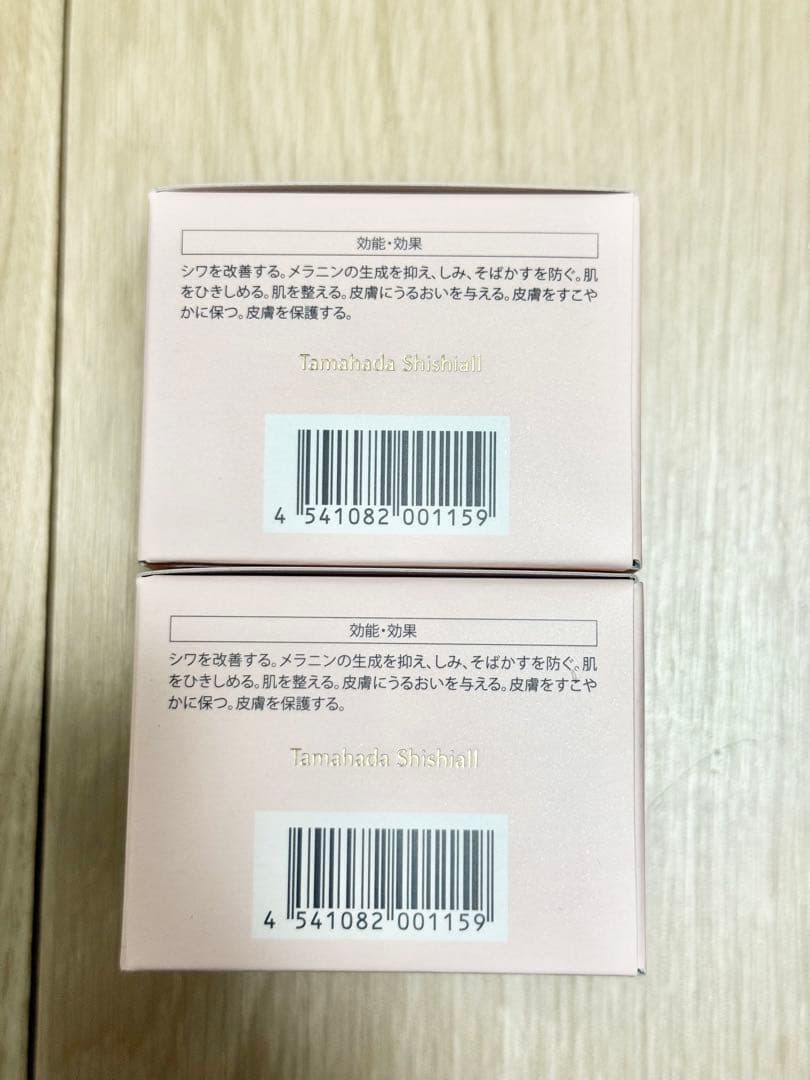 効能・効果
シワを改善する。メラニンの生成を抑え、しみ、そばかすを防ぐ。肌
をひきしめる。肌を整える。皮膚にうるおいを与える。皮膚をすこや
かに保つ。皮膚を保護する。
Tamahada Shishiall
4 541082 001159
効能・効果
シワを改善する。メラニンの生成を抑え、しみ、そばかすを防ぐ。肌
をひきしめる。肌を整える。皮膚にうるおいを与える。皮膚をすこや
かに保つ。皮膚を保護する。
Tamahada Shishiall
4 541082 001159